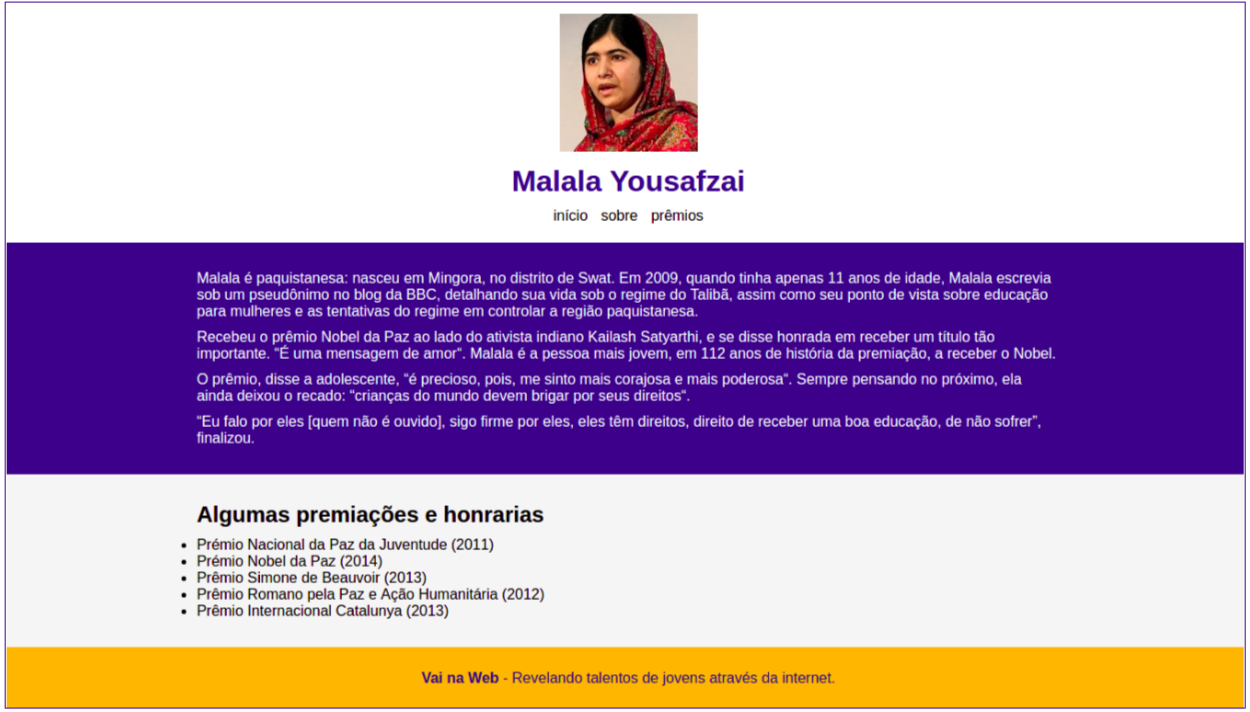 Malala Yousafzai
início sobre prêmios
Malala é paquistanesa: nasceu em Mingora, no distrito de Swat. Em 2009, quando tinha apenas 11 anos de idade, Malala escrevia
sob um pseudônimo no blog da BBC, detalhando sua vida sob o regime do Talibã, assim como seu ponto de vista sobre educação
para mulheres e as tentativas do regime em controlar a região paquistanesa.
Recebeu o prêmio Nobel da Paz ao lado do ativista indiano Kailash Satyarthi, e se disse honrada em receber um título tão
importante. “É uma mensagem de amor“. Malala é a pessoa mais jovem, em 112 anos de história da premiação, a receber o Nobel.
O prêmio, disse a adolescente, “é precioso, pois, me sinto mais corajosa e mais poderosa“. Sempre pensando no próximo, ela
ainda deixou o recado: “crianças do mundo devem brigar por seus direitos“.
“Eu falo por eles [quem não é ouvido], sigo firme por eles, eles têm direitos, direito de receber uma boa educação, de não sofrer”,
finalizou.
Algumas premiações e honrarias
• Prémio Nacional da Paz da Juventude (2011)
• Prémio Nobel da Paz (2014)
• Prêmio Simone de Beauvoir (2013)
• Prêmio Romano pela Paz e Ação Humanitária (2012)
• Prêmio Internacional Catalunya (2013)
Vai na Web - Revelando talentos de jovens através da internet.